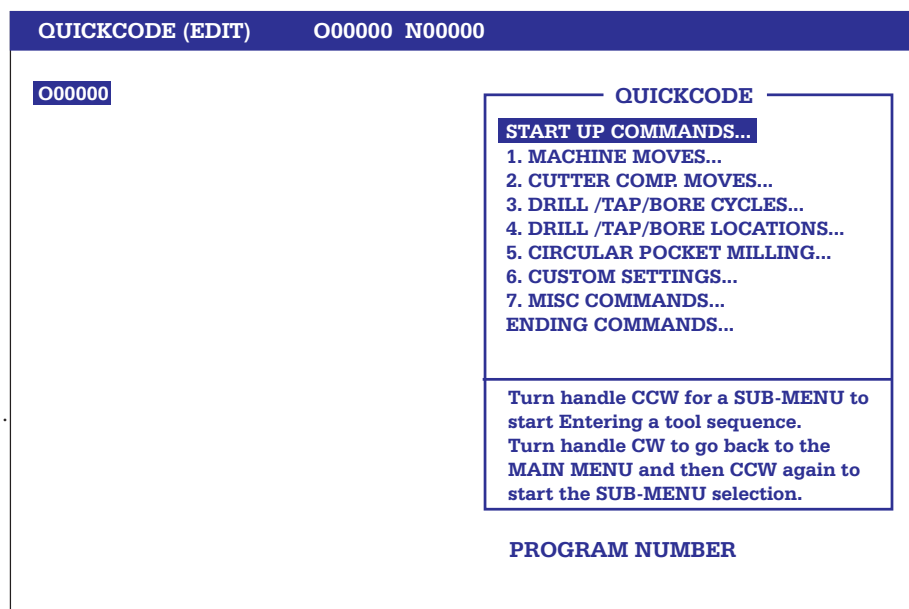 QUICKCODE (EDIT) O00000 N00000
O00000
QUICKCODE
START UP COMMANDS...
1. MACHINE MOVES...
2. CUTTER COMP. MOVES...
3. DRILL /TAP/BORE CYCLES...
4. DRILL /TAP/BORE LOCATIONS...
5. CIRCULAR POCKET MILLING...
6. CUSTOM SETTINGS...
7. MISC COMMANDS...
ENDING COMMANDS...
Turn handle CCW for a SUB-MENU to
start Entering a tool sequence.
Turn handle CW to go back to the
MAIN MENU and then CCW again to
start the SUB-MENU selection.
PROGRAM NUMBER